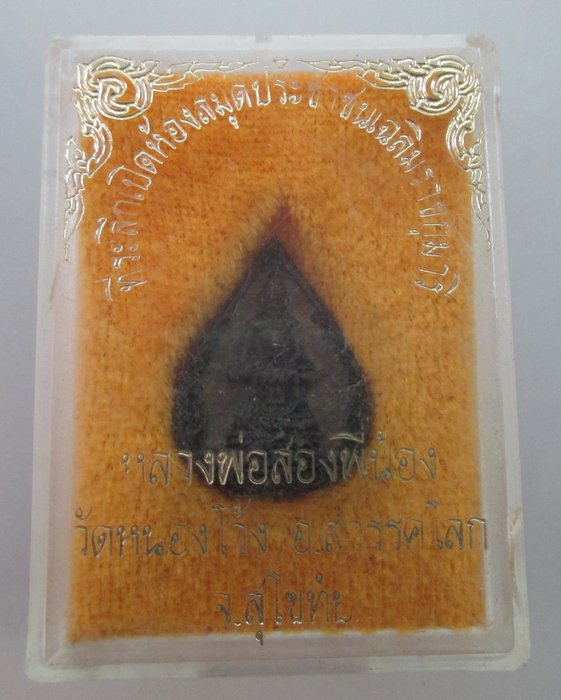 ที่ระลึกเปิดห้องสมุดประชาชนเฉลิมราชกุมารี
หลวงพ่อสองพี่น้อง
วัดหนองโว้ง อ.สวรรคโลก
จ.สุโขทัย